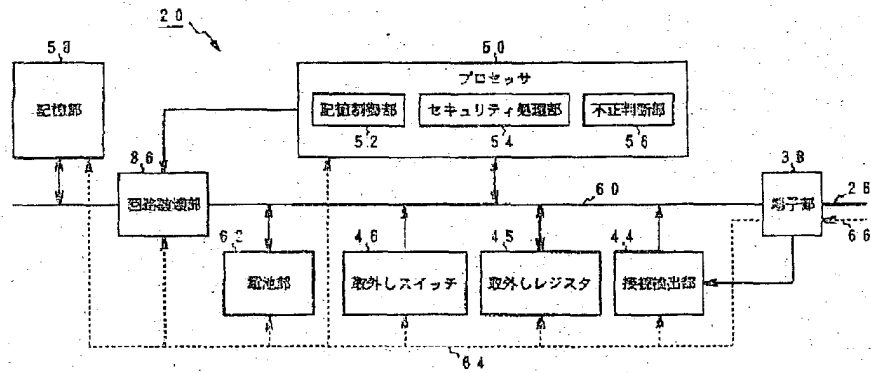 20
58
記憶部
50
プロセッサ
記憶制御部
セキュリティ処理部
不正判断部
52
54
56
86
回路破壊部
60
38
端子部
26
66
62
電池部
46
取外しスイッチ
45
取外しレジスタ
44
接続検出部
64